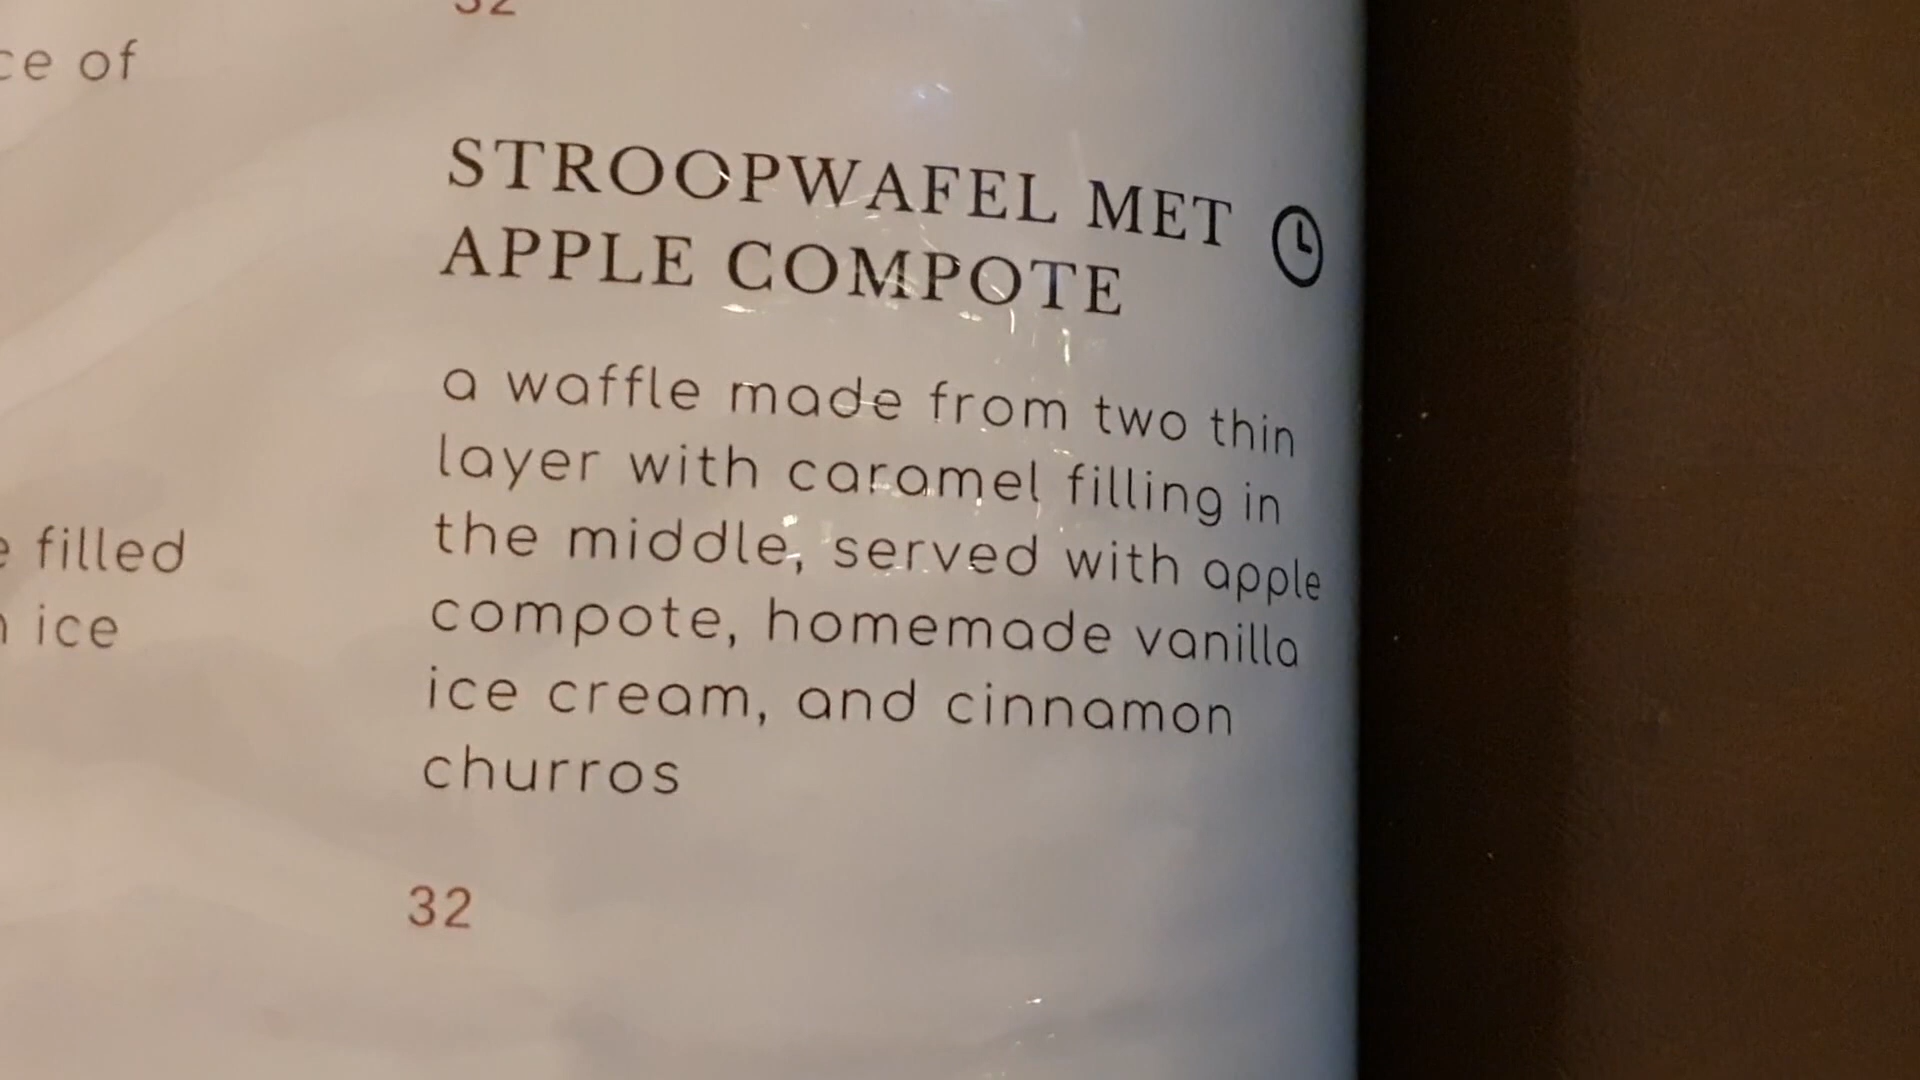 32
ce of
STROOPWAFEL MET
APPLE COMPOTE
a waffle made from two thin
layer with caramel filling in
the middle, served with apple
compote, homemade vanilla
ice cream, and cinnamon
churros
filled
ice
32